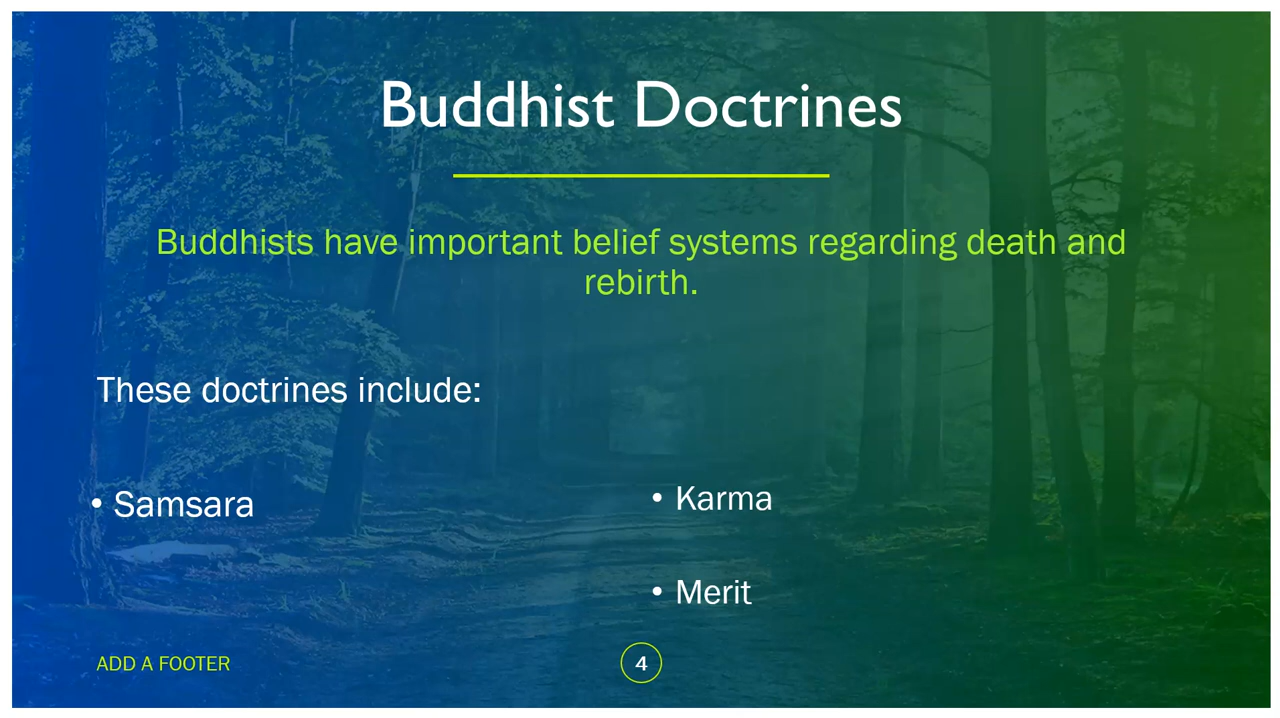 Buddhist Doctrines
Buddhists have important belief systems regarding death and
rebirth.
These doctrines include:
• Samsara
• Karma
• Merit
ADD A FOOTER
4